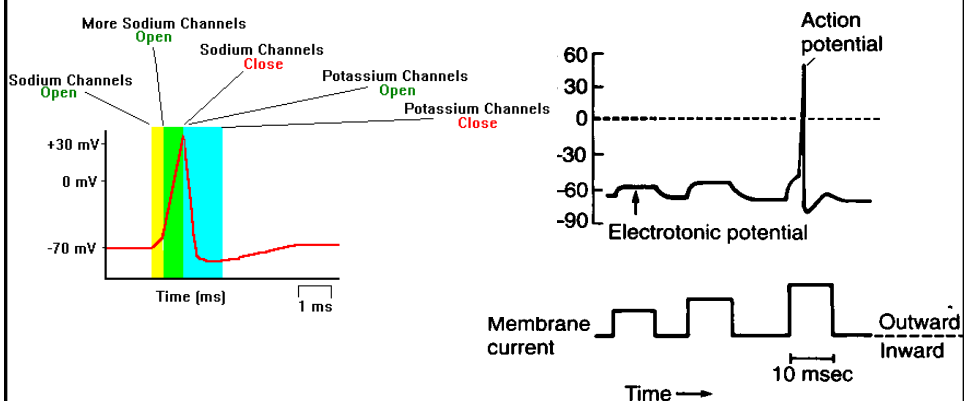 More Sodium Channels
Open
Sodium Channels
Close
Sodium Channels
Open
Potassium Channels
Open
Potassium Channels
Close
+30 mV
0 mV
-70 mV
Time (ms)
1 ms
Action
potential
60
30
0
-30
-60
-90
Electrotonic potential
Membrane
current
Outward
Inward
10 msec
Time